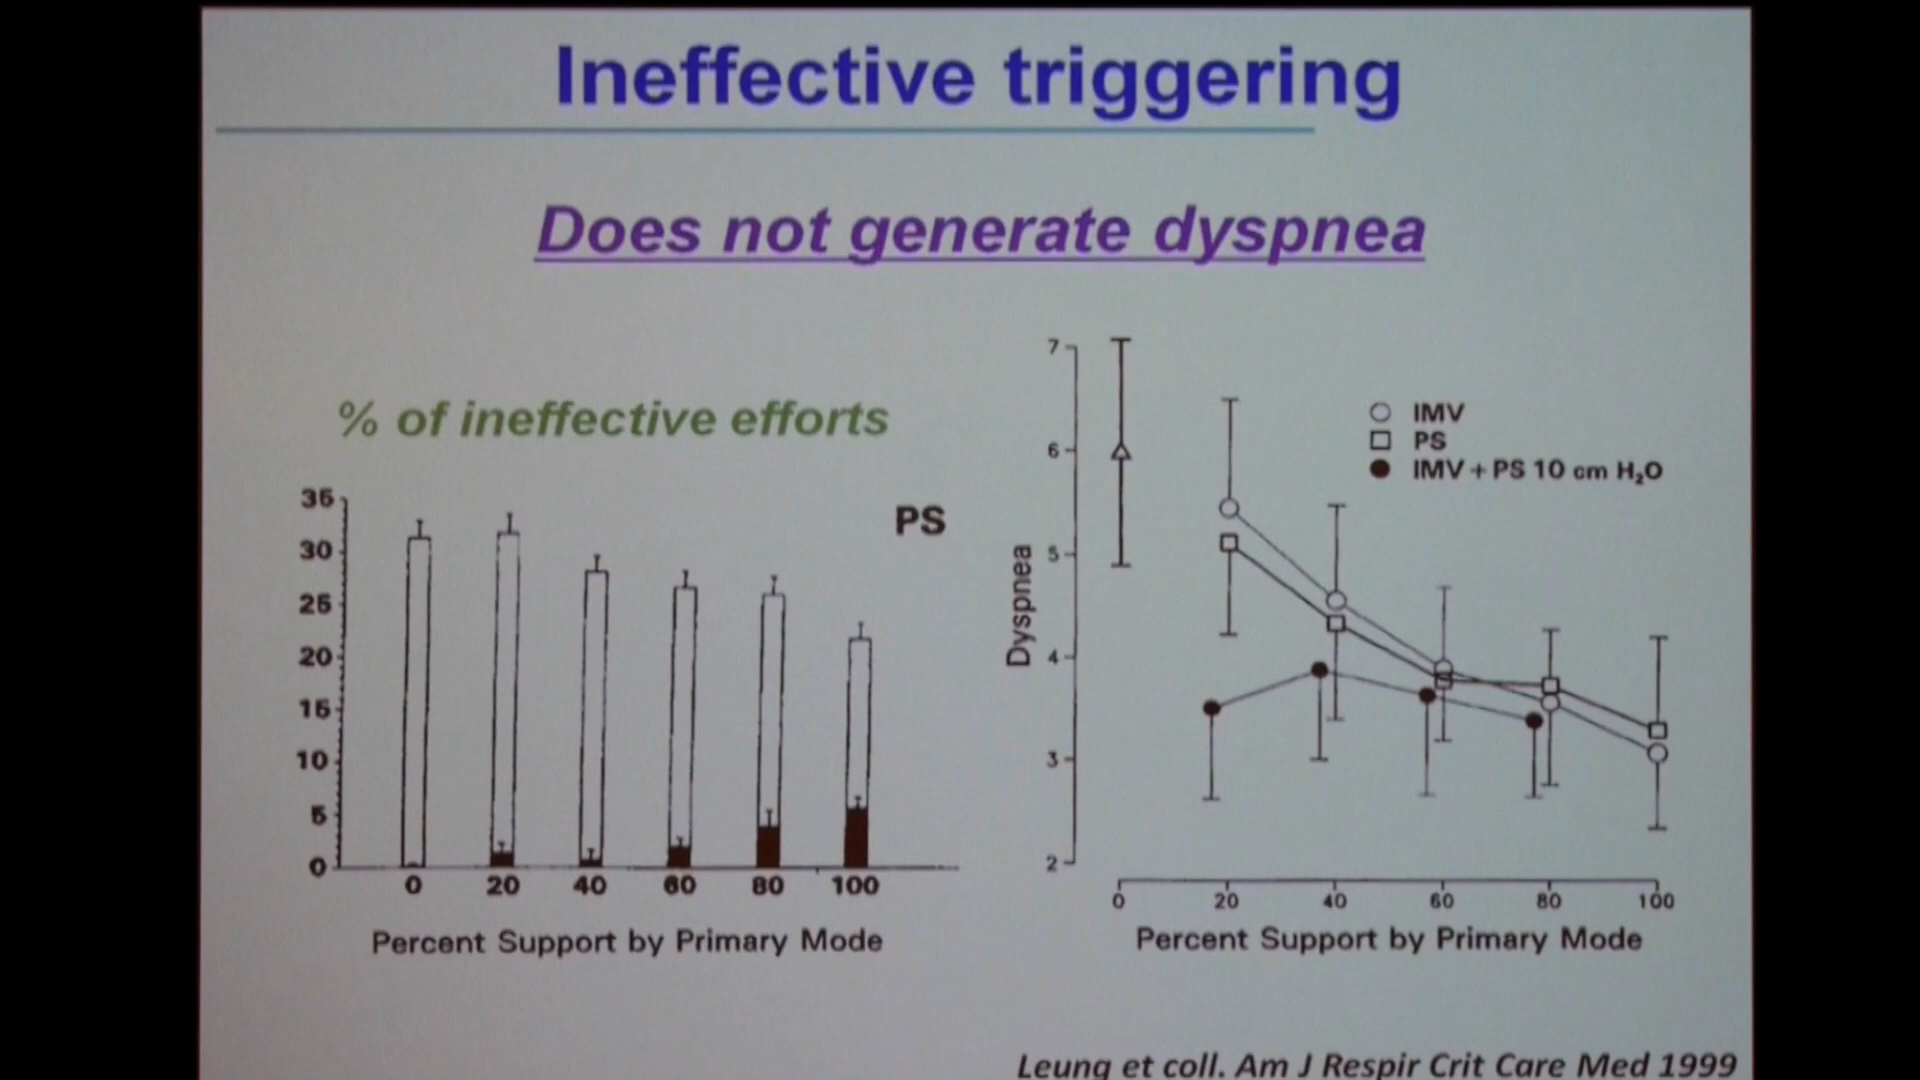 Ineffective triggering
Does not generate dyspnea
% of ineffective efforts
PS
35
30
25
20
15
10
5
0
0 20 40 60 80 100
Percent Support by Primary Mode
IMV
PS
IMV + PS 10 cm H₂O
Dyspnea
7
6
5
4
3
2
0 20 40 60 80 100
Percent Support by Primary Mode
Leung et coll. Am J Respir Crit Care Med 1999